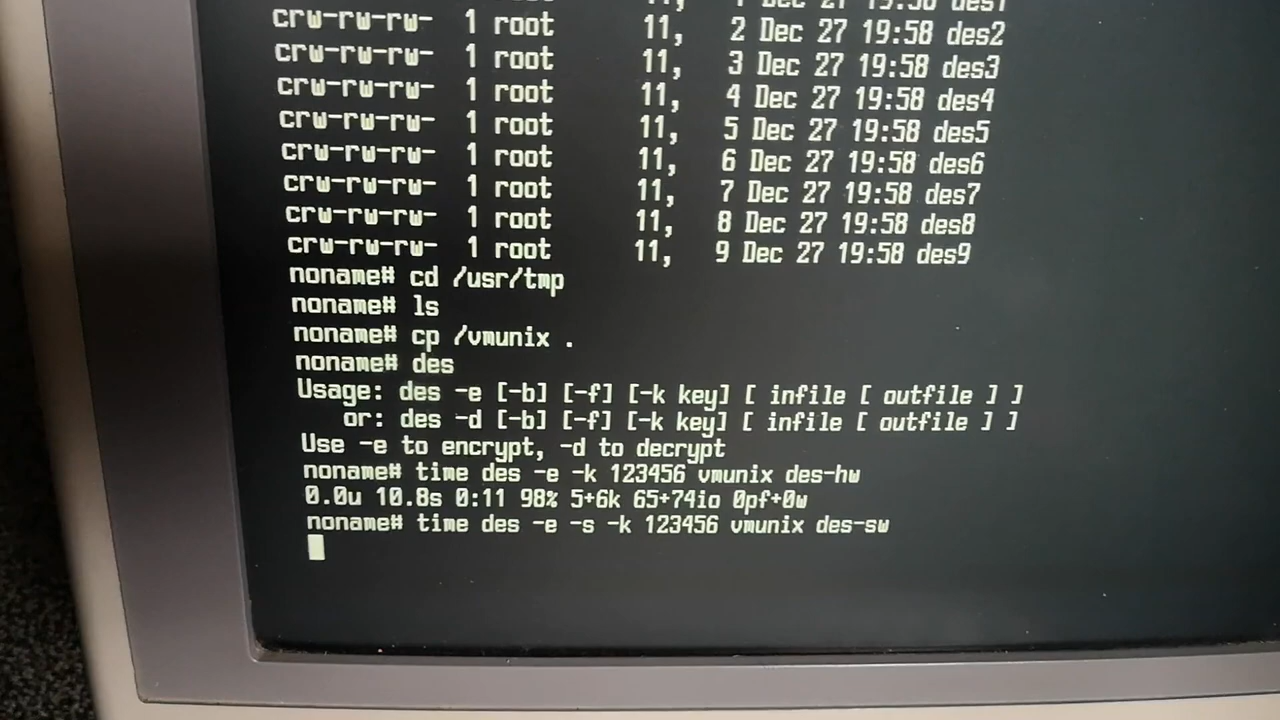 1 Dec 27 19:58 des1
crw-rw-rw- 1 root 11, 2 Dec 27 19:58 des2
crw-rw-rw- 1 root 11, 3 Dec 27 19:58 des3
crw-rw-rw- 1 root 11, 4 Dec 27 19:58 des4
crw-rw-rw- 1 root 11, 5 Dec 27 19:58 des5
crw-rw-rw- 1 root 11, 6 Dec 27 19:58 des6
crw-rw-rw- 1 root 11, 7 Dec 27 19:58 des7
crw-rw-rw- 1 root 11, 8 Dec 27 19:58 des8
crw-rw-rw- 1 root 11, 9 Dec 27 19:58 des9
noname# cd /usr/tmp
noname# ls
noname# cp /vmunix .
noname# des
Usage: des -e [-b] [-f] [-k key] [ infile [ outfile ] ]
or: des -d [-b] [-f] [-k key] [ infile [ outfile ] ]
Use -e to encrypt, -d to decrypt
noname# time des -e -k 123456 vmunix des-hw
0.0u 10.8s 0:11 98% 5+6k 65+74io 0pf+0w
noname# time des -e -s -k 123456 vmunix des-sw